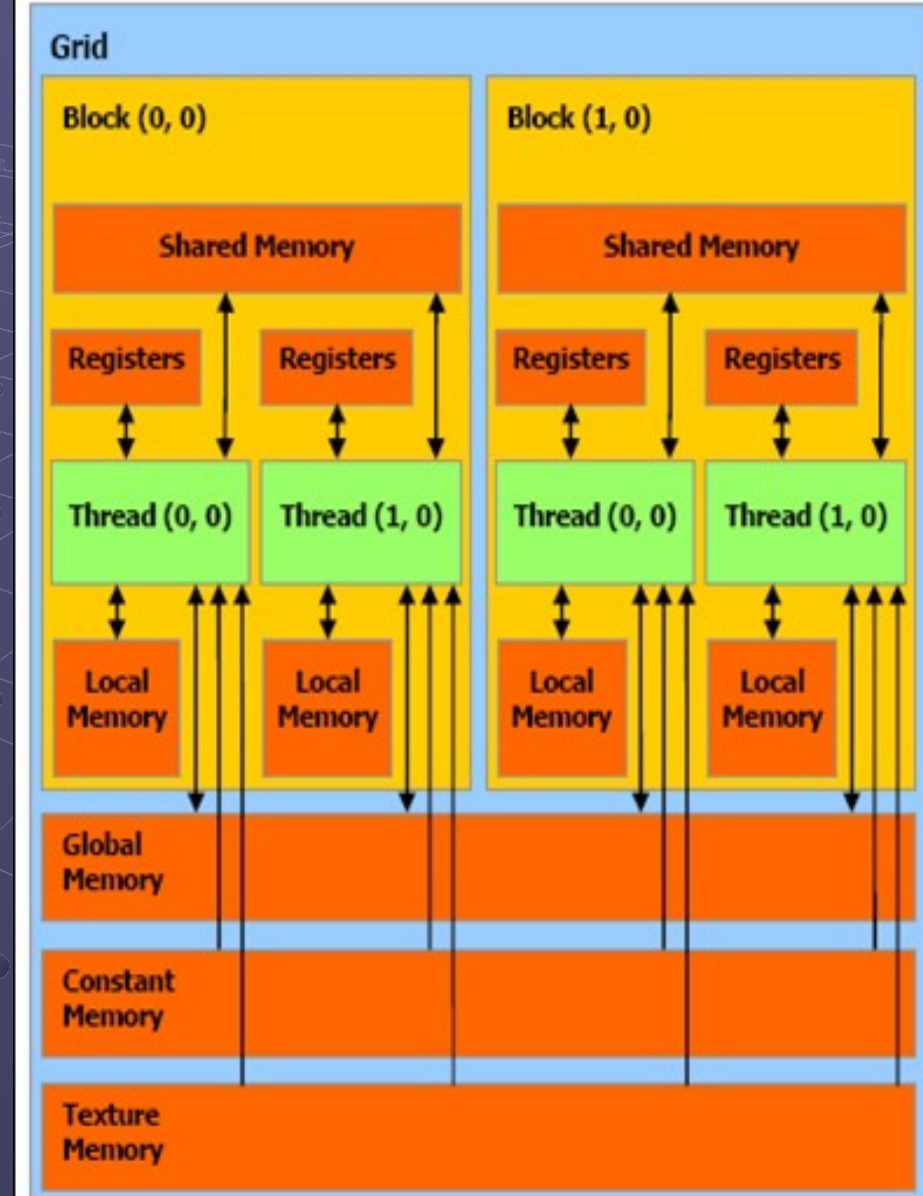 Grid
Block (0, 0)
Block (1, 0)
Shared Memory
Shared Memory
Registers
Registers
Registers
Registers
Thread (0, 0)
Thread (1, 0)
Thread (0, 0)
Thread (1, 0)
Local
Memory
Local
Memory
Local
Memory
Local
Memory
Global
Memory
Constant
Memory
Texture
Memory